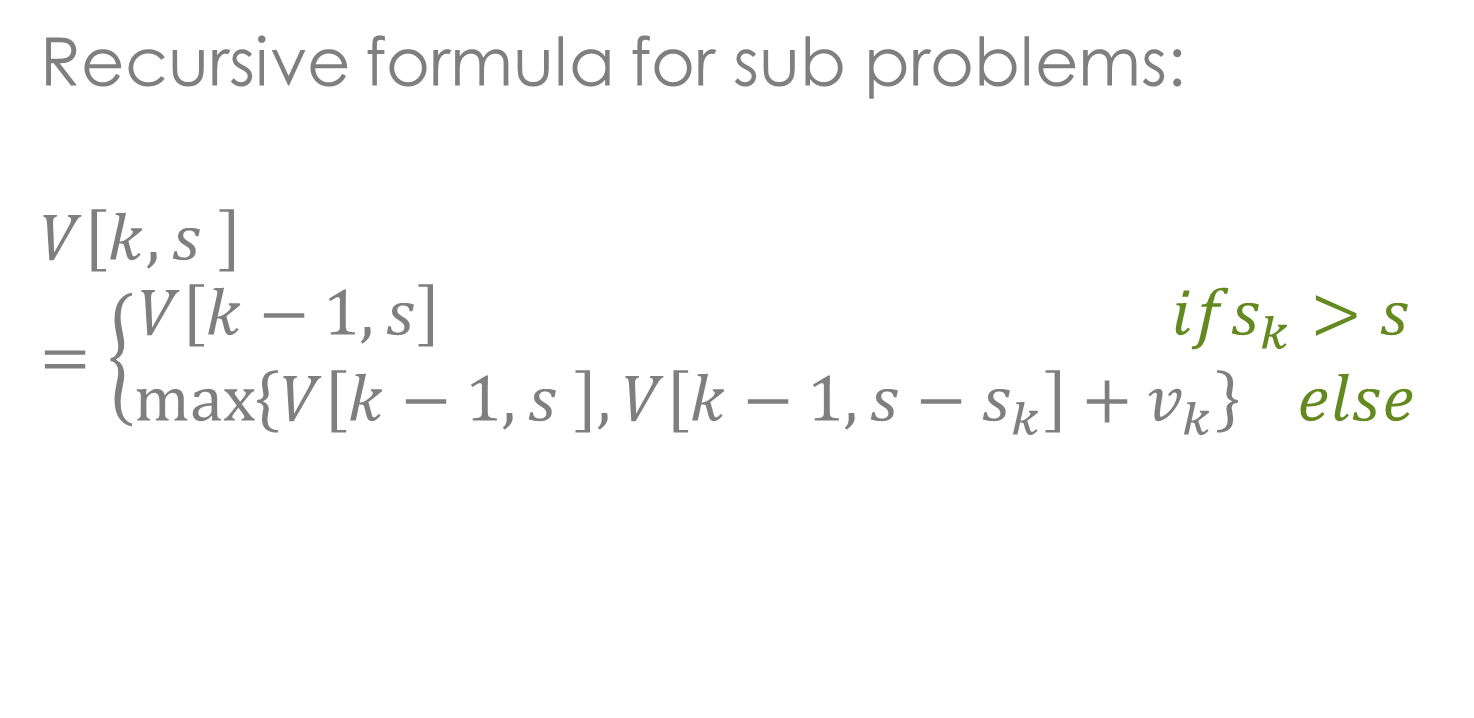 Recursive formula for sub problems:
V[k, s ]
= {V[k − 1, s] if s_k > s
max{V[k − 1, s ], V[k − 1, s − s_k] + v_k} else